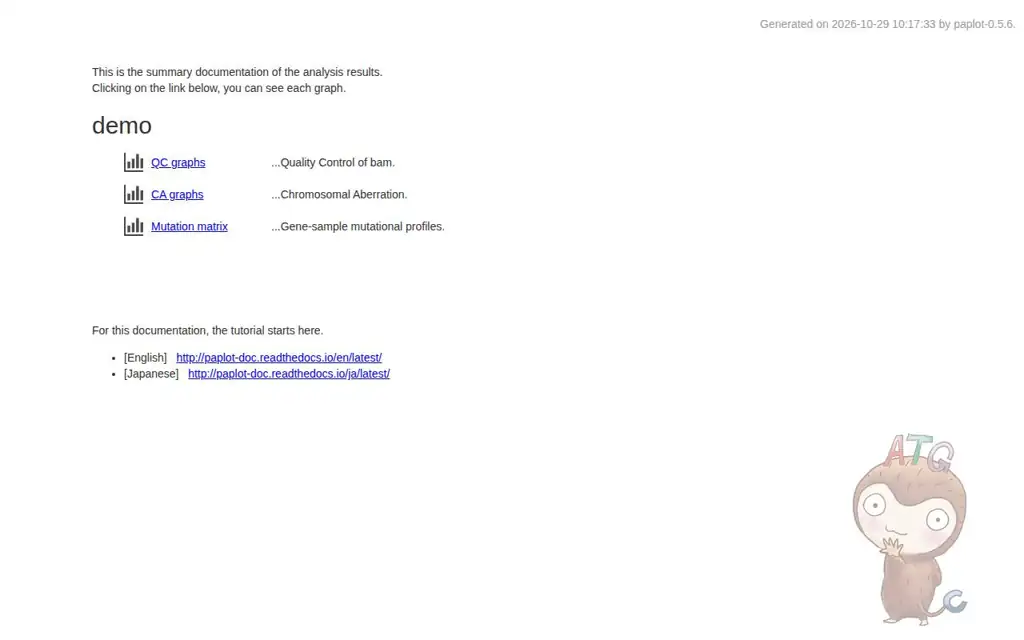 Generated on 2026-10-29 10:17:33 by paplot-0.5.6.
This is the summary documentation of the analysis results.
Clicking on the link below, you can see each graph.
demo
QC graphs ...Quality Control of bam.
CA graphs ...Chromosomal Aberration.
Mutation matrix ...Gene-sample mutational profiles.
For this documentation, the tutorial starts here.
• [English] http://paplot-doc.readthedocs.io/en/latest/
• [Japanese] http://paplot-doc.readthedocs.io/ja/latest/
ATG
C